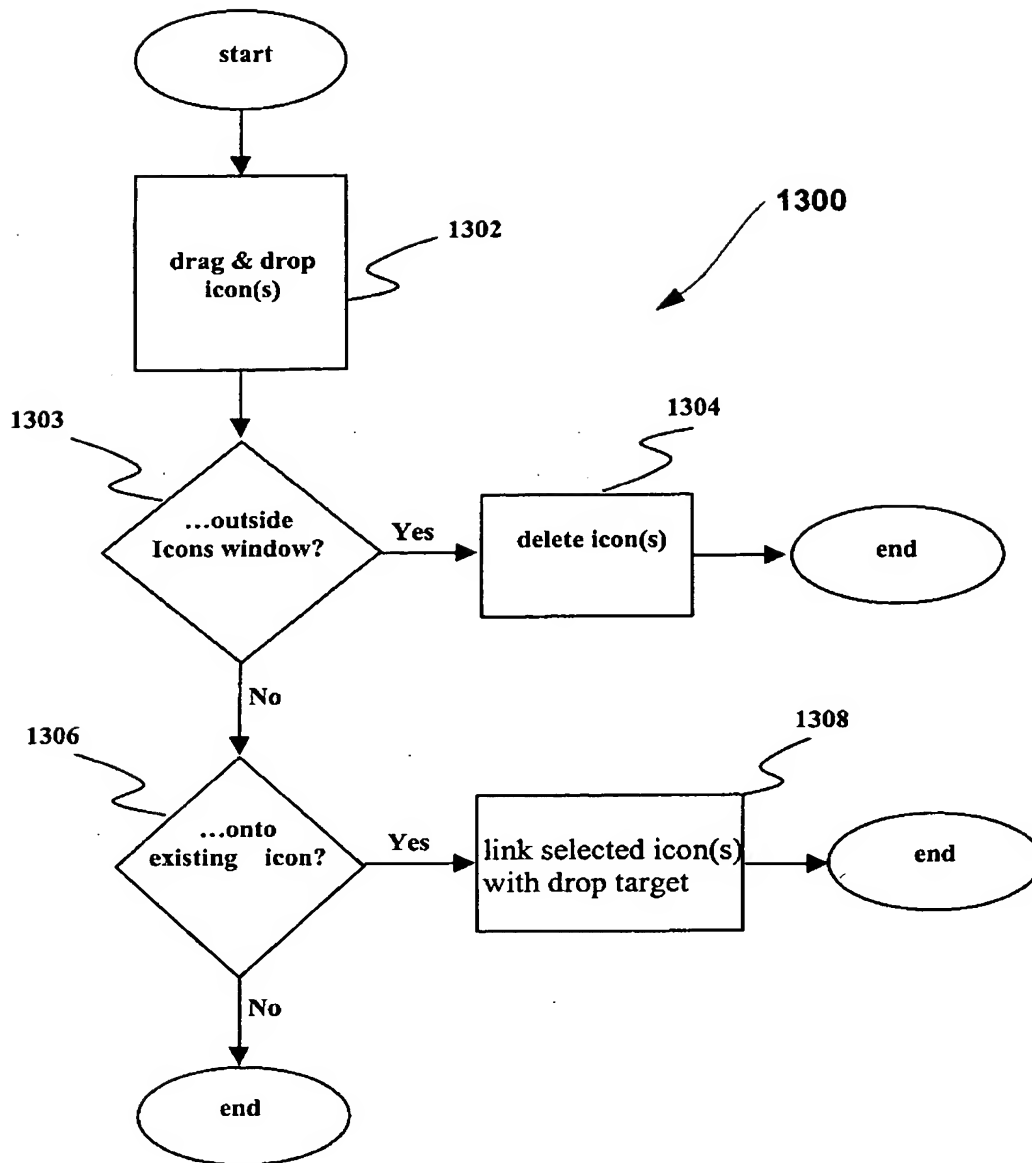 start
1300
1302
drag & drop
icon(s)
1303
1304
...outside
Icons window?
Yes
delete icon(s)
end
No
1306
1308
...onto
existing icon?
Yes
link selected icon(s)
with drop target
end
No
end